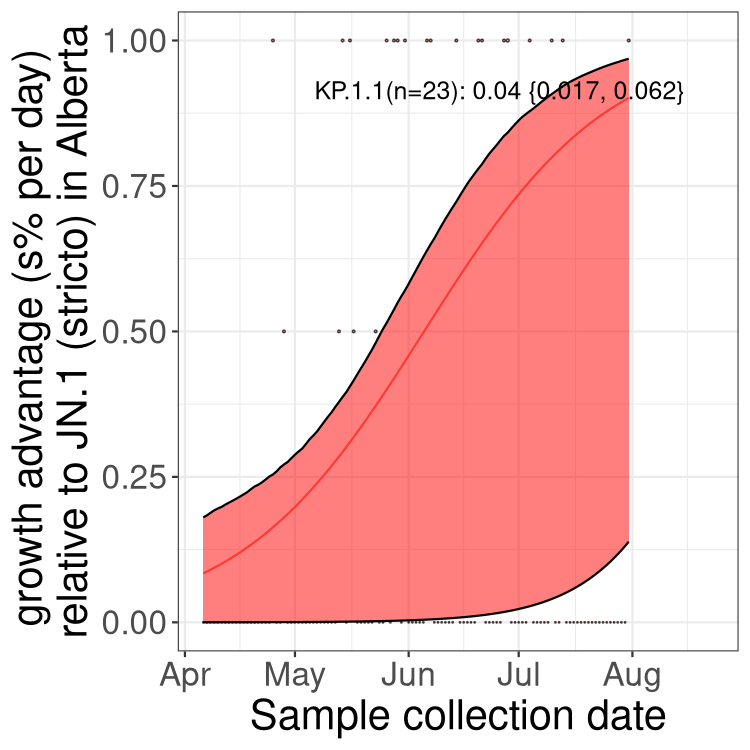 growth advantage (s% per day)
relative to JN.1 (stricto) in Alberta
1.00
0.75
0.50
0.25
0.00
KP.1.1(n=23): 0.04 {0.017, 0.062}
Apr May Jun Jul Aug
Sample collection date